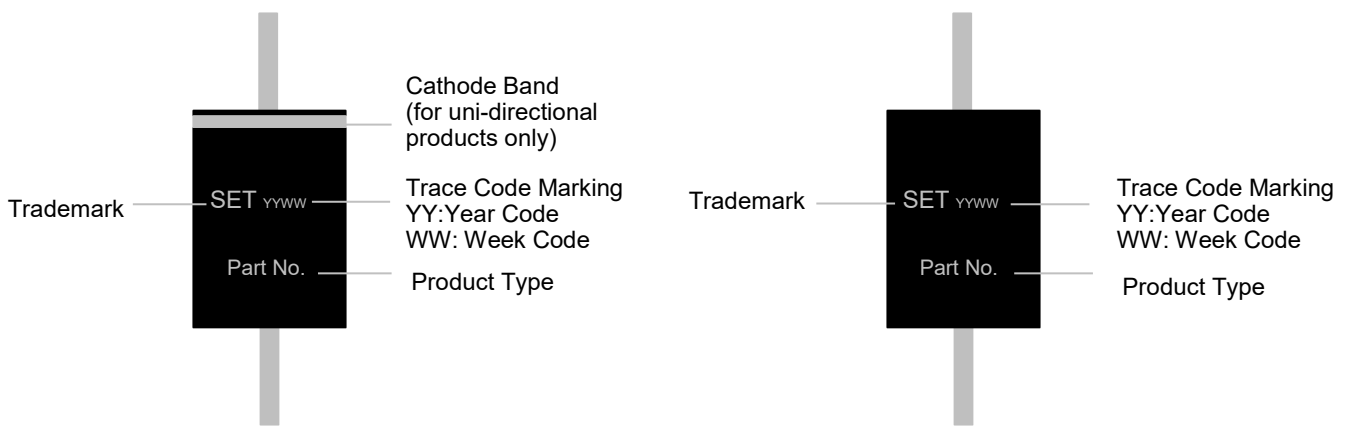 Cathode Band
(for uni-directional
products only)
Trademark
SET YYWW
Trace Code Marking
YY:Year Code
WW: Week Code
Part No.
Product Type
Trademark
SET YYWW
Trace Code Marking
YY:Year Code
WW: Week Code
Part No.
Product Type